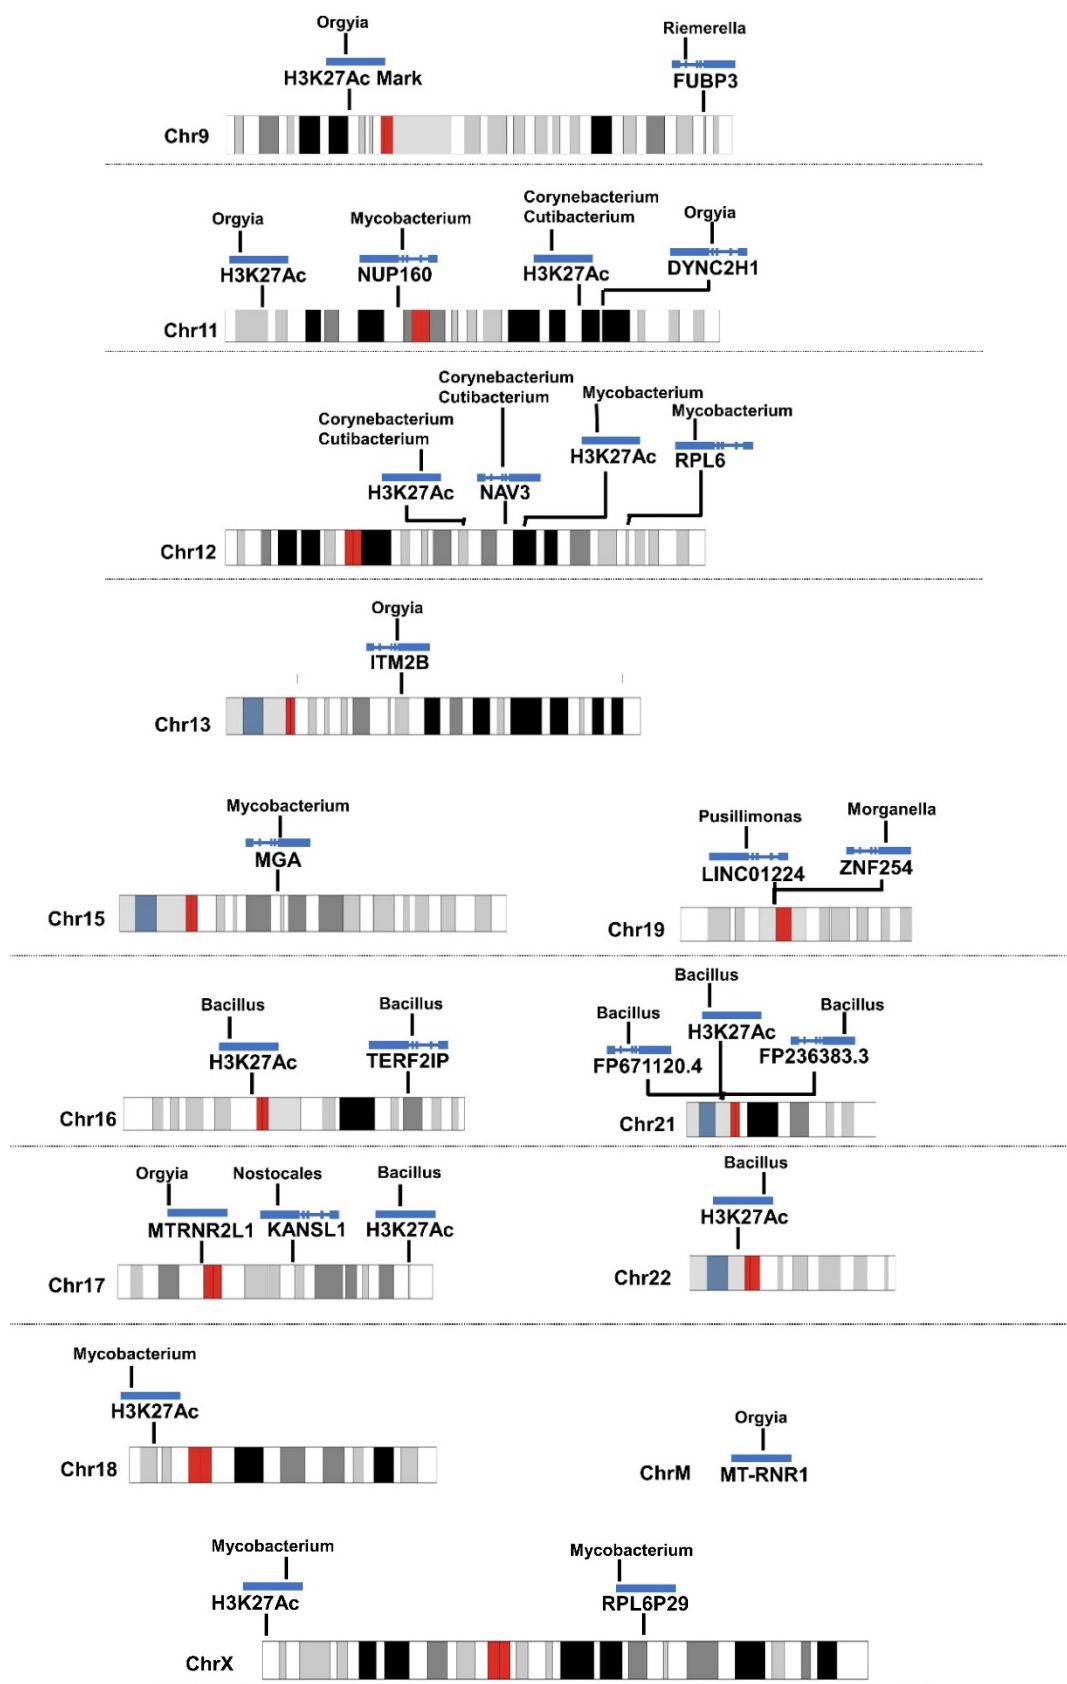 Orgyia
Riemerella
H3K27Ac Mark
FUBP3
Chr9
Orgyia
Mycobacterium
Corynebacterium
Cutibacterium
Orgyia
H3K27Ac
NUP160
H3K27Ac
DYNC2H1
Chr11
Corynebacterium
Cutibacterium
Corynebacterium
Cutibacterium
Mycobacterium
Mycobacterium
H3K27Ac
NAV3
H3K27Ac
RPL6
Chr12
Orgyia
ITM2B
Chr13
Mycobacterium
MGA
Chr15
Pusillimonas
Morganella
LINC01224
ZNF254
Chr19
Bacillus
Bacillus
H3K27Ac
TERF2IP
Chr16
Bacillus
Bacillus
Bacillus
FP671120.4
H3K27Ac
FP236383.3
Chr21
Orgyia
Nostocales
Bacillus
MTRNR2L1
KANSL1
H3K27Ac
Chr17
Bacillus
H3K27Ac
Chr22
Mycobacterium
H3K27Ac
Chr18
Orgyia
ChrM
MT-RNR1
Mycobacterium
Mycobacterium
H3K27Ac
RPL6P29
ChrX